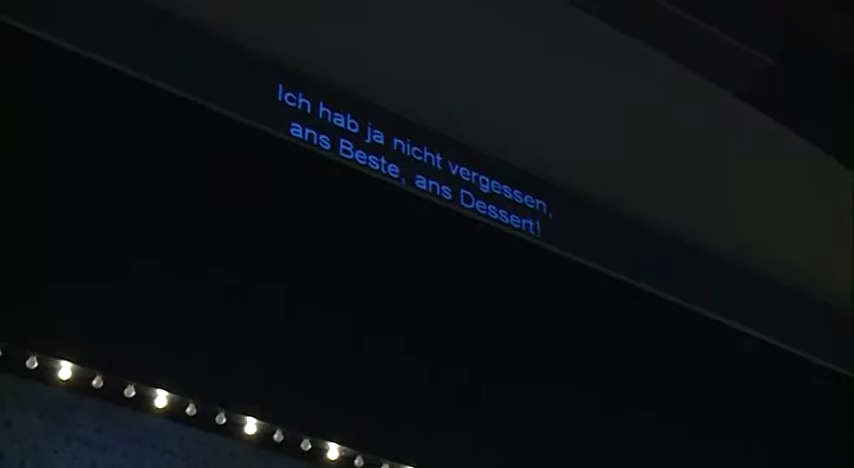 Ich hab ja nicht vergessen,
ans Beste, ans Dessert!